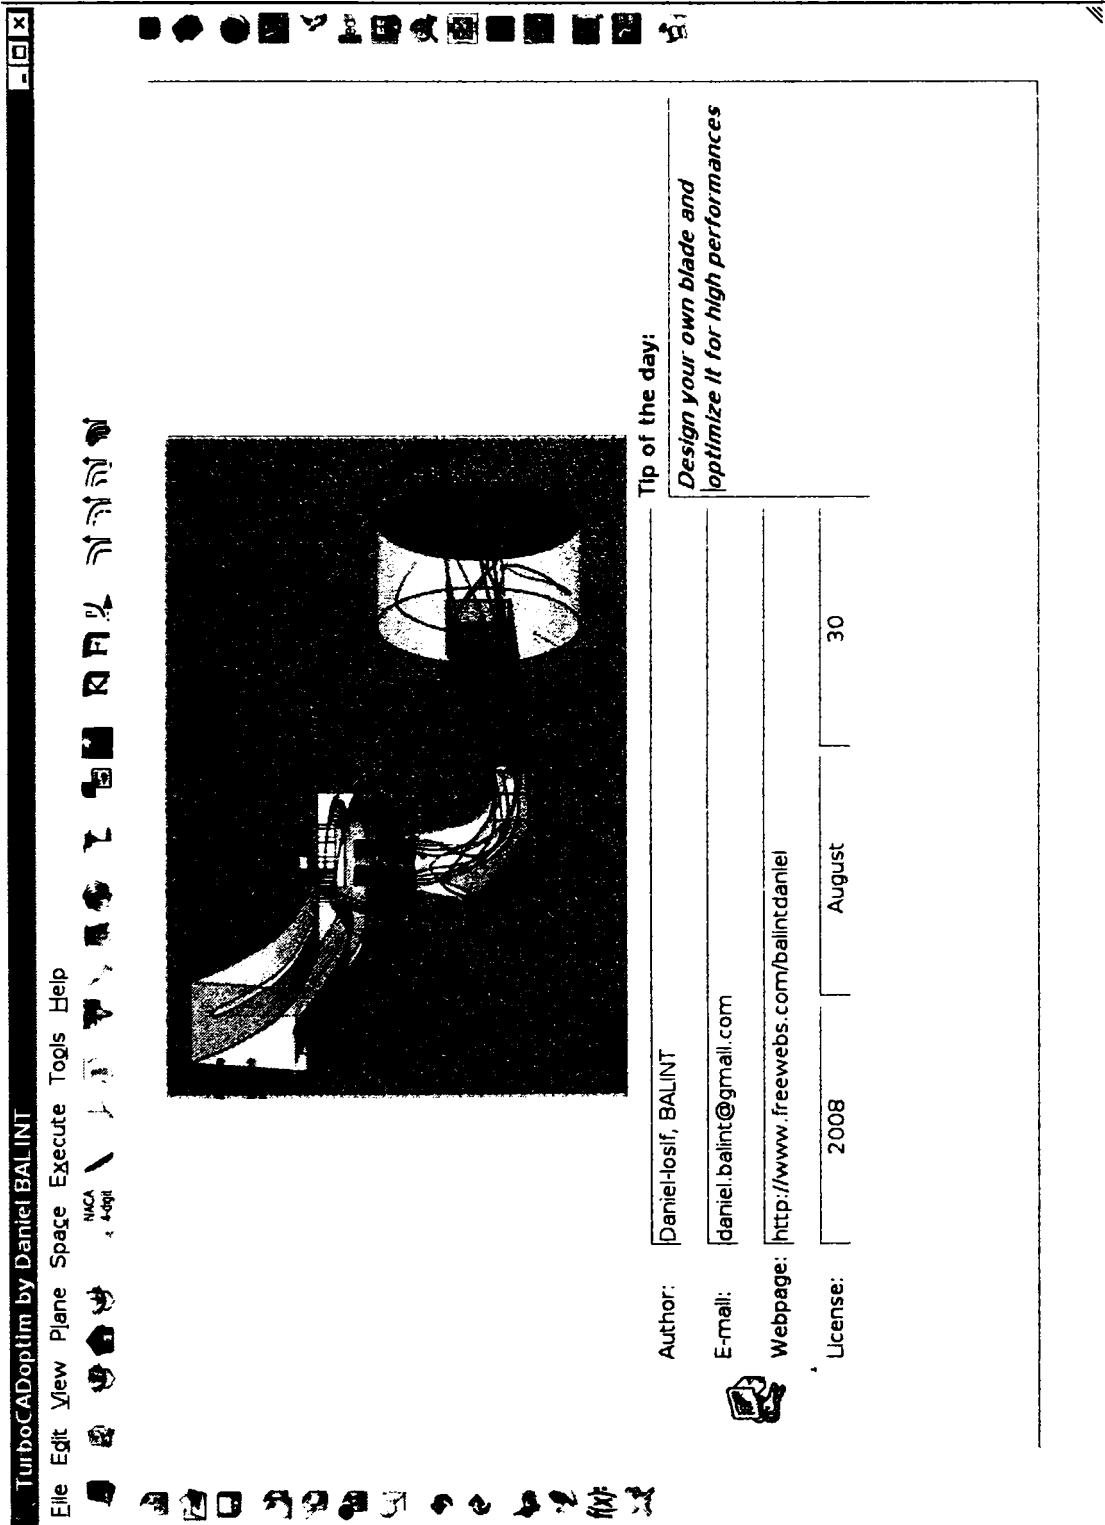 TurboCADoptim by Daniel BALINT
File Edit View Plane Space Execute Tools Help
NACA
4-digit
f(x)=
Tip of the day:
Design your own blade and
optimize it for high performances
Author: Daniel-Iosif, BALINT
E-mail: daniel.balint@gmail.com
Webpage: http://www.freewebs.com/balintdaniel
License: 2008 August 30